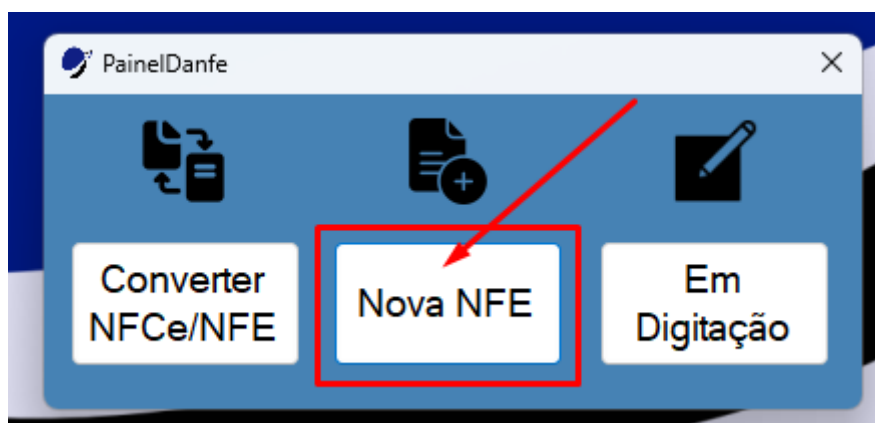 PainelDanfe
Converter
NFCe/NFE
Nova NFE
Em
Digitação